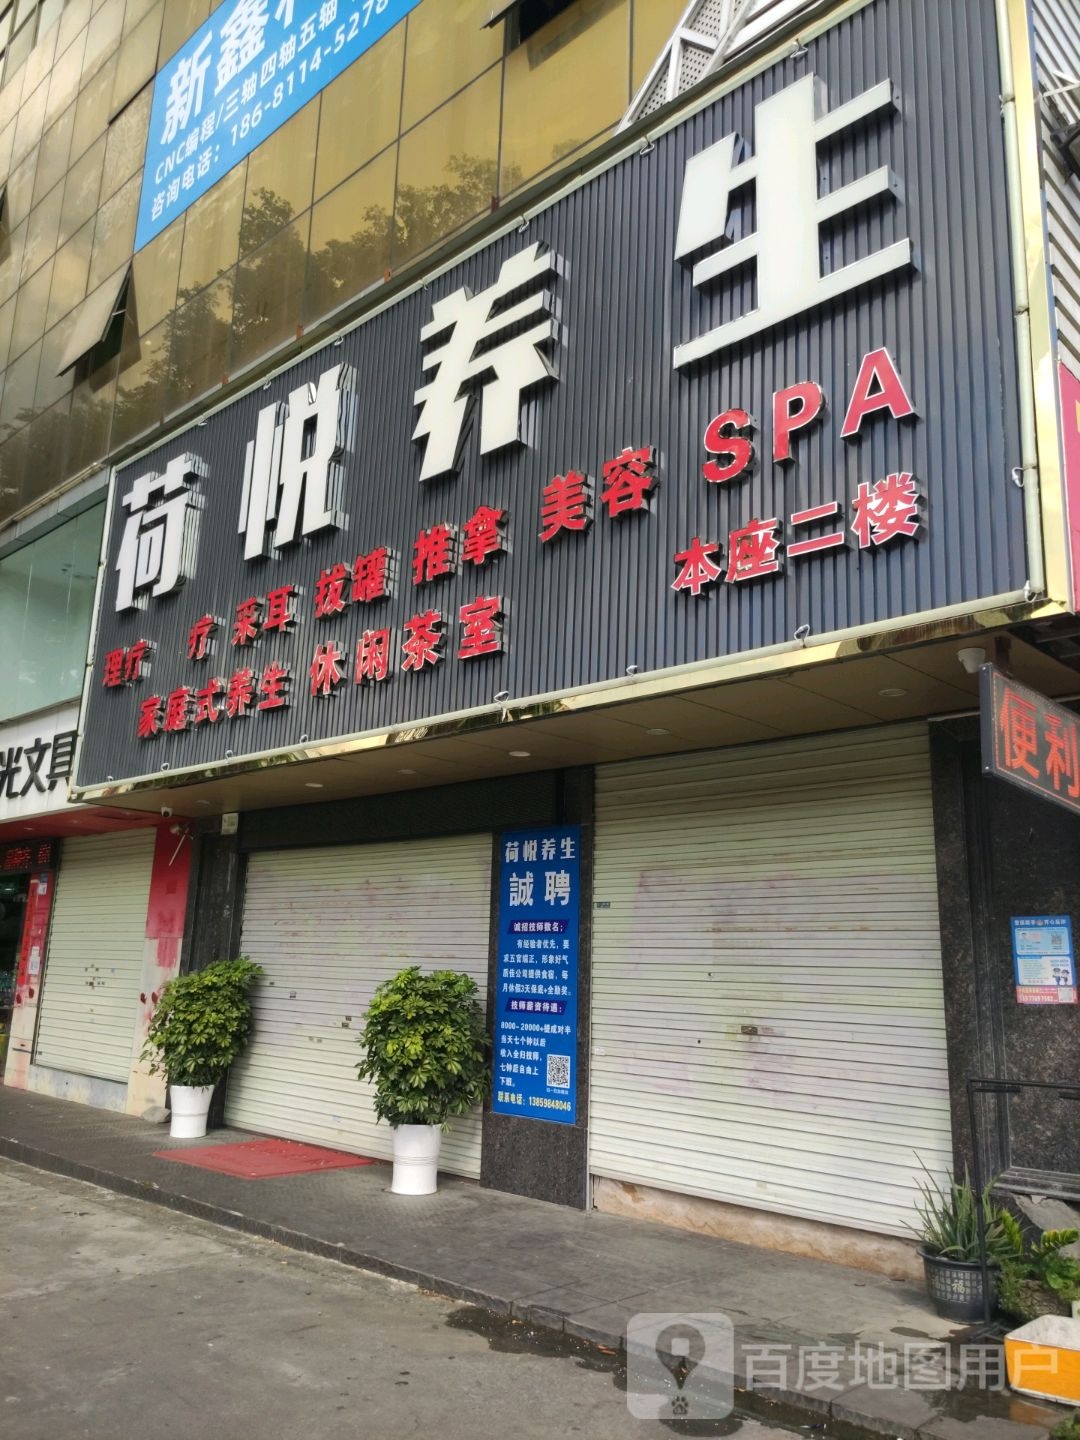 新鑫
CNC编程/三轴四轴五轴
咨询电话：186-8114-5278
荷悦养生
理疗 疗 采耳 拔罐 推拿 美容 SPA
家庭式养生 休闲茶室 本座二楼
光文具
便利
荷悦养生
誠聘
诚招技师数名；
有经验者优先，要
求五官端正，形象好气
质佳公司提供食宿，每
月休假3天保底+全勤奖。
技师薪资待遇：
8000-20000+提成对半
当天七个钟以后
收入全归技师，
七钟后自由上
下班。
联系电话：13859848046
福
百度地图用户